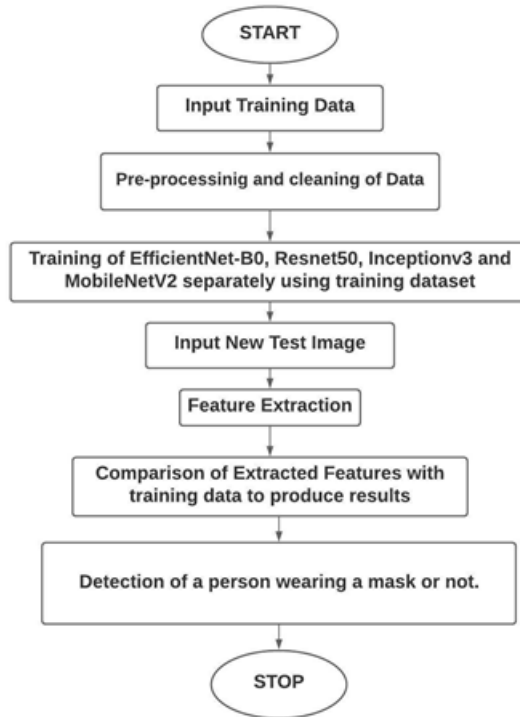 START
Input Training Data
Pre-processinig and cleaning of Data
Training of EfficientNet-B0, Resnet50, Inceptionv3 and
MobileNetV2 separately using training dataset
Input New Test Image
Feature Extraction
Comparison of Extracted Features with
training data to produce results
Detection of a person wearing a mask or not.
STOP